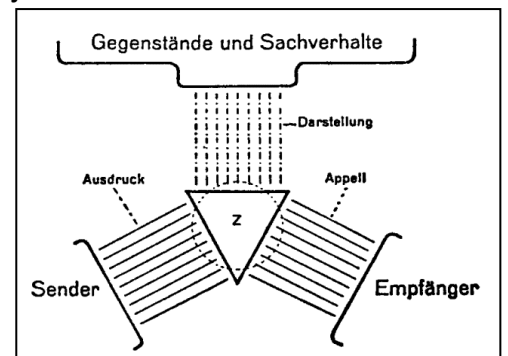 Gegenstände und Sachverhalte
Darstellung
Ausdruck
Appell
Z
Sender
Empfänger